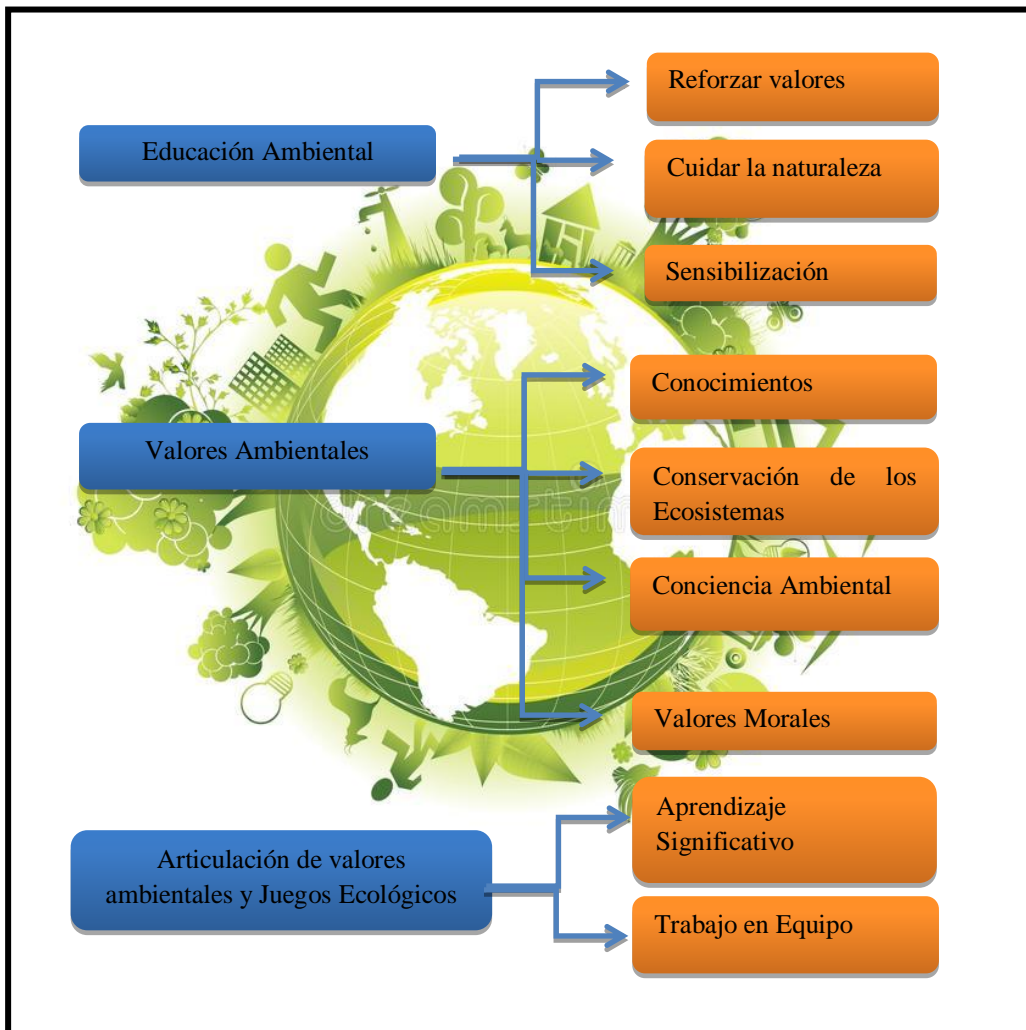 Reforzar valores
Educación Ambiental
Cuidar la naturaleza
Sensibilización
Conocimientos
Valores Ambientales
Conservación de los
Ecosistemas
Conciencia Ambiental
Valores Morales
Aprendizaje
Significativo
Articulación de valores
ambientales y Juegos Ecológicos
Trabajo en Equipo